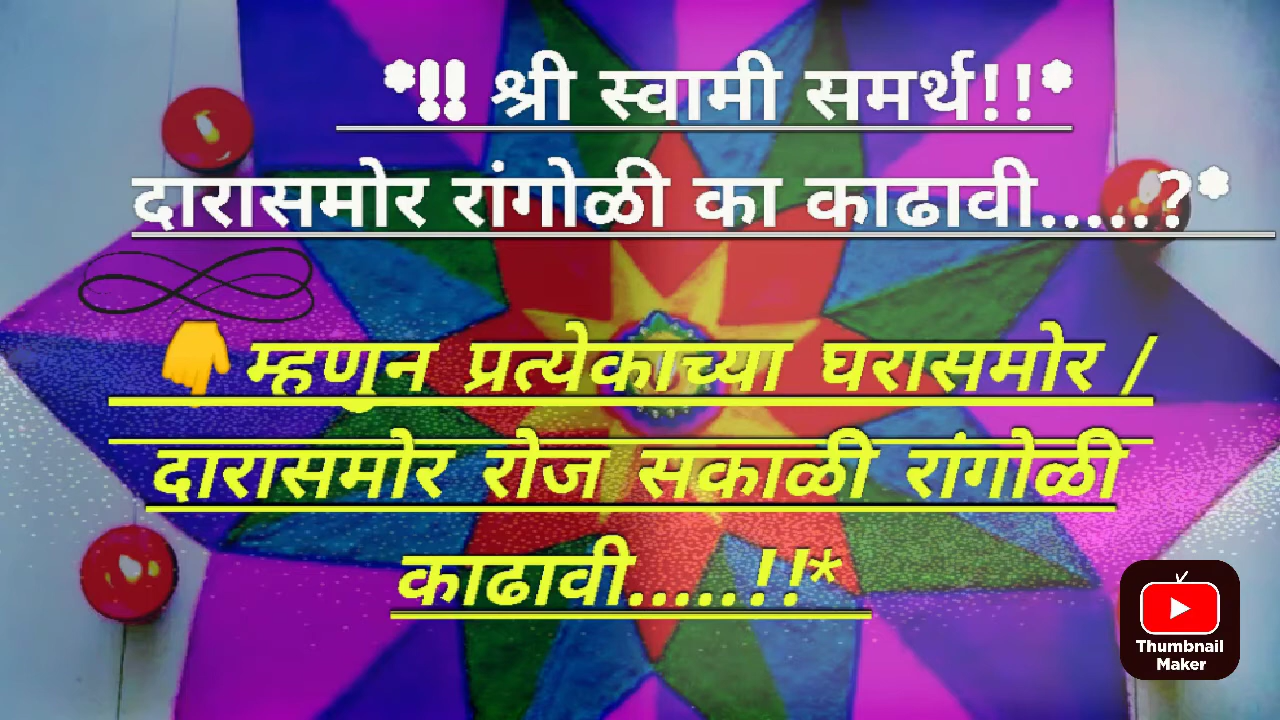 *!! श्री स्वामी समर्थ!!*
दारासमोर रांगोळी का काढावी.....?*
👇म्हणुन प्रत्येकाच्या घरासमोर /
दारासमोर रोज सकाळी रांगोळी
काढावी.....!!*
Thumbnail
Maker